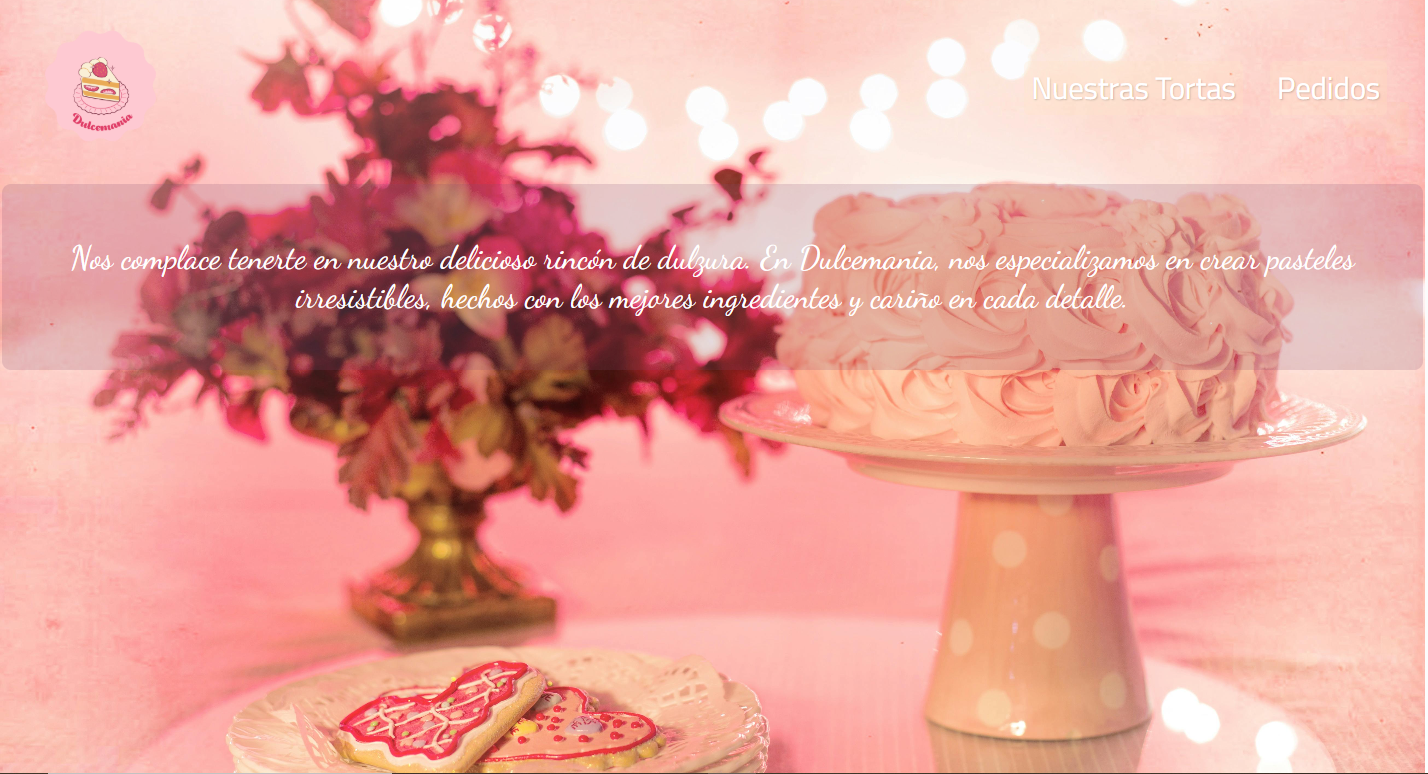 Dulcemania
Nuestras Tortas
Pedidos
Nos complace tenerte en nuestro delicioso rincón de dulzura. En Dulcemania, nos especializamos en crear pasteles
irresistibles, hechos con los mejores ingredientes y cariño en cada detalle.